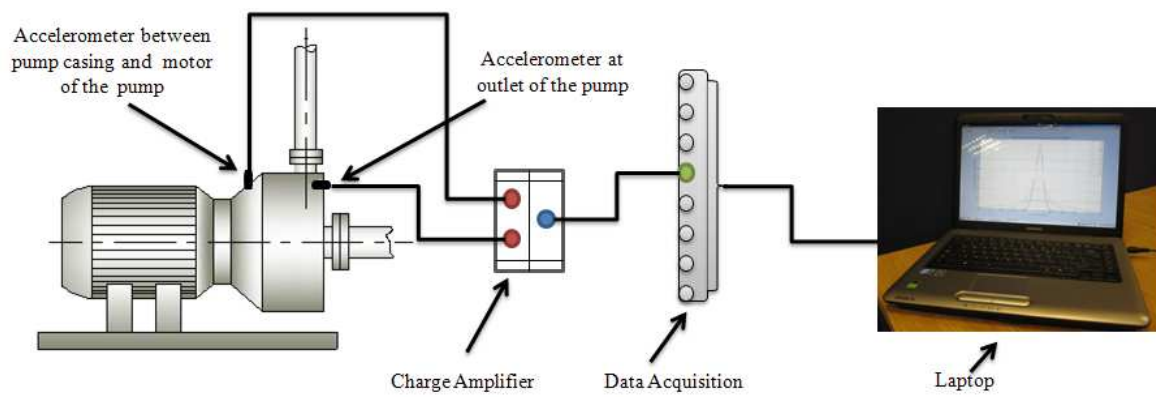 Accelerometer between
pump casing and motor
of the pump
Accelerometer at
outlet of the pump
Charge Amplifier
Data Acquisition
Laptop